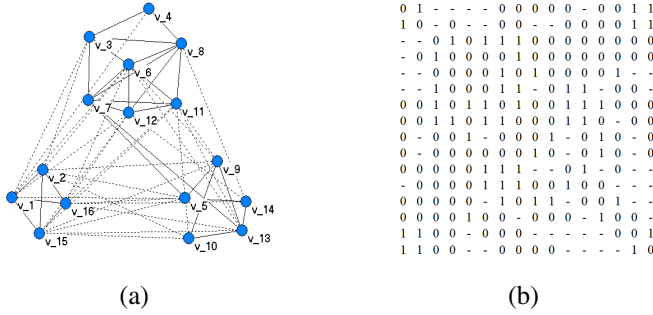 v_4
v_3
v_8
v_6
v_7
v_11
v_12
v_9
v_2
v_1
v_16
v_5
v_14
v_15
v_10
v_13
(a)
0 1 - - - - 0 0 0 0 0 - 0 0 1 1
1 0 - 0 - - 0 0 - - 0 0 0 0 1 1
- - 0 1 0 1 1 1 0 0 0 0 0 0 0 0
- 0 1 0 0 0 0 1 0 0 0 0 0 0 0 0
- - 0 0 0 0 1 0 1 0 0 0 0 1 - -
- - 1 0 0 0 1 1 - 0 1 1 - 0 - -
0 0 1 0 1 1 0 1 0 0 1 1 1 0 0 0
0 0 1 1 0 1 1 0 0 0 1 1 0 - 0 0
0 - 0 0 1 - 0 0 0 1 - 0 1 0 - -
0 - 0 0 0 0 0 0 1 0 - 0 1 0 - 0
0 0 0 0 0 1 1 1 - - 0 1 - 0 - -
- 0 0 0 0 1 1 1 0 0 1 0 0 - - -
0 0 0 0 0 - 1 0 1 1 - 0 0 1 - -
0 0 0 0 1 0 0 - 0 0 0 - 1 0 0 -
1 1 0 0 - - 0 0 - - - - - 0 0 1
1 1 0 0 - - 0 0 - 0 - - - - 1 0
(b)